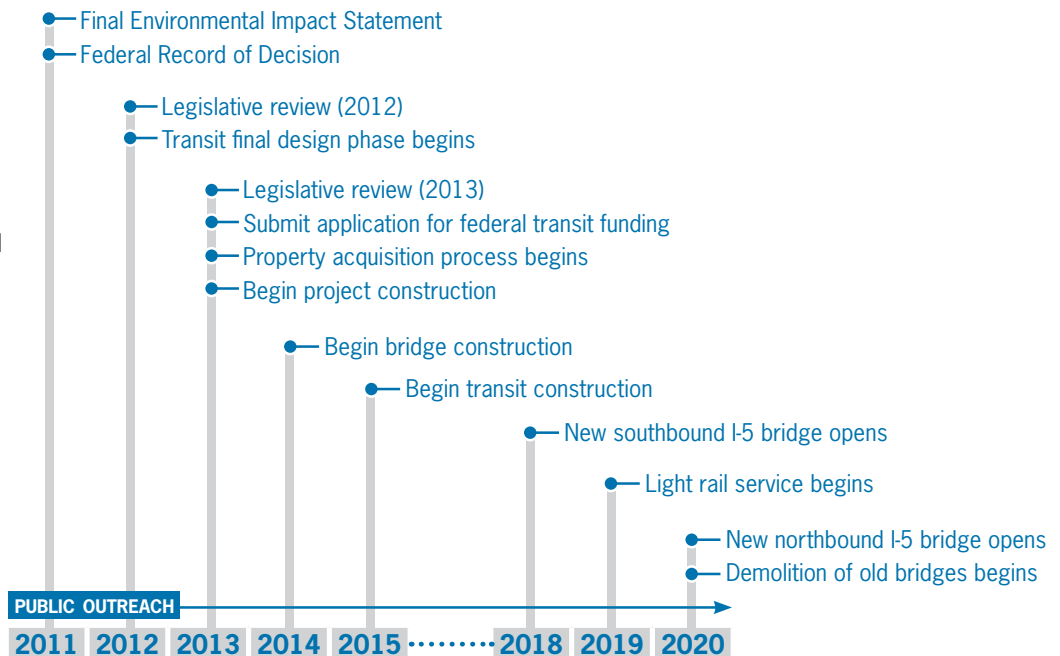 Final Environmental Impact Statement
Federal Record of Decision
Legislative review (2012)
Transit final design phase begins
Legislative review (2013)
Submit application for federal transit funding
Property acquisition process begins
Begin project construction
Begin bridge construction
Begin transit construction
New southbound I-5 bridge opens
Light rail service begins
New northbound I-5 bridge opens
Demolition of old bridges begins
PUBLIC OUTREACH
2011 2012 2013 2014 2015 2018 2019 2020